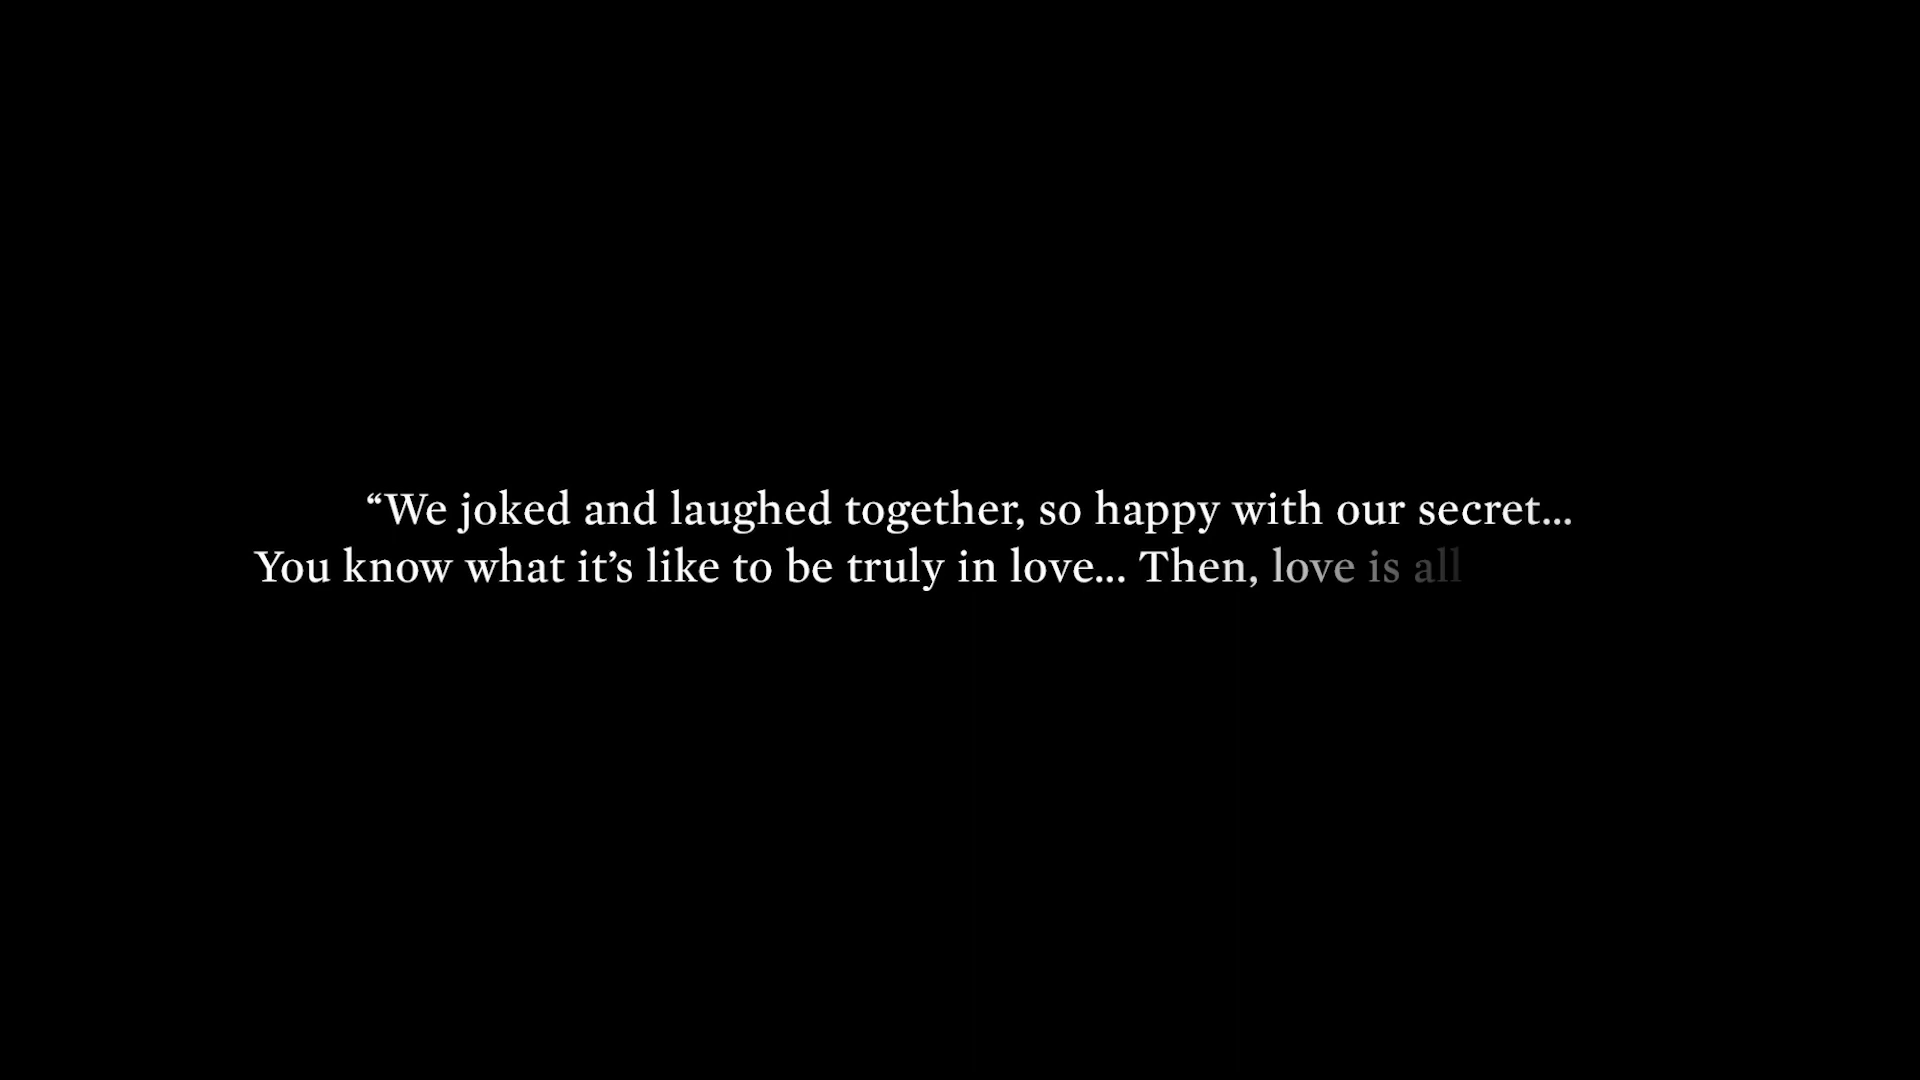 “We joked and laughed together, so happy with our secret...
You know what it’s like to be truly in love... Then, love is all